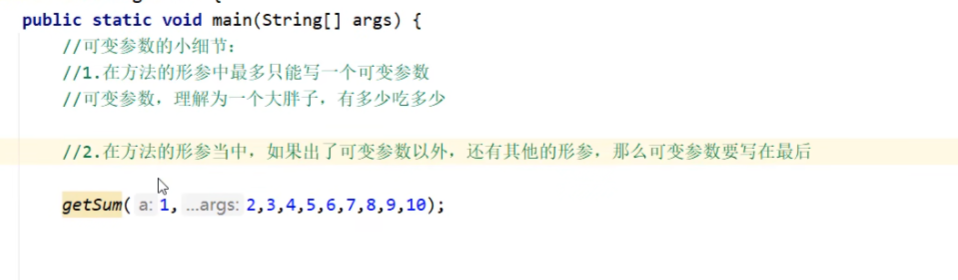 public static void main(String[] args) {
//可变参数的小细节：
//1.在方法的形参中最多只能写一个可变参数
//可变参数，理解为一个大胖子，有多少吃多少
//2.在方法的形参当中，如果出了可变参数以外，还有其他的形参，那么可变参数要写在最后
getSum( a: 1, ...args: 2,3,4,5,6,7,8,9,10);